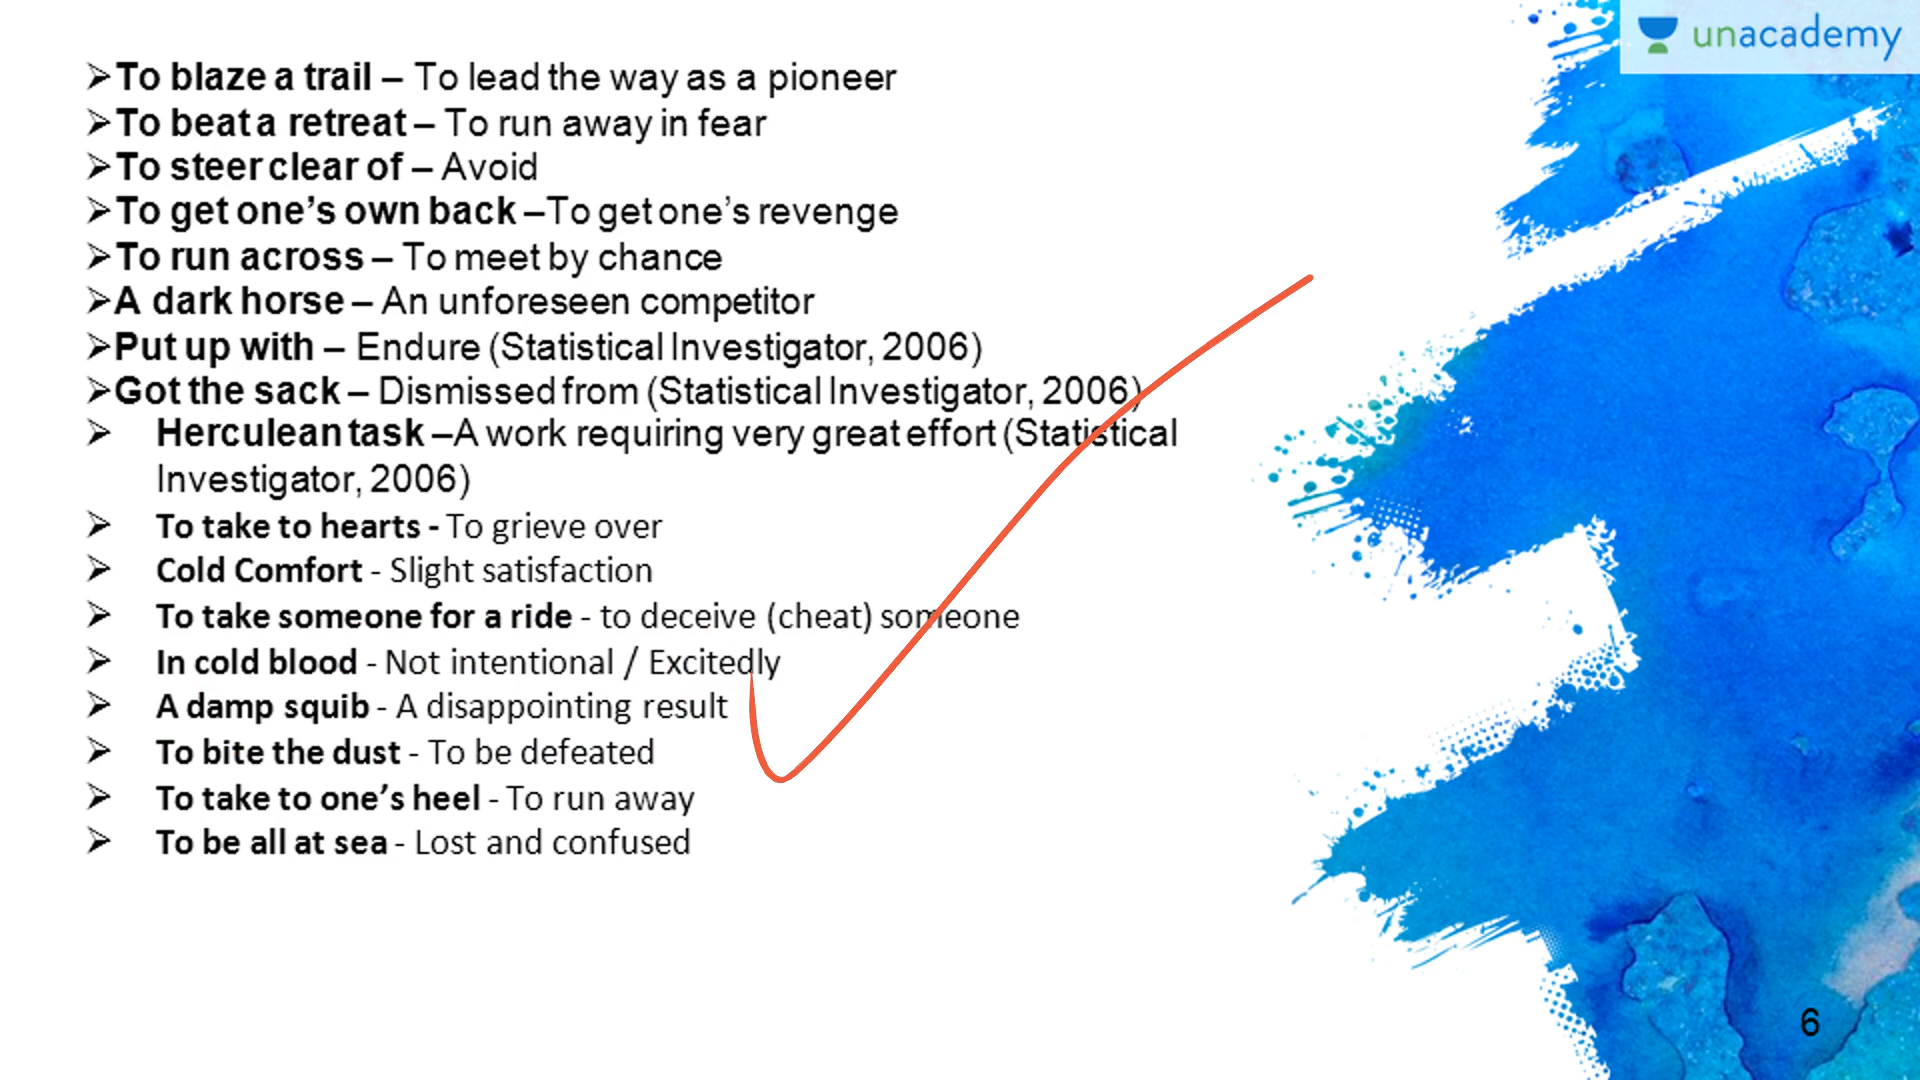 unacademy
➢To blaze a trail – To lead the way as a pioneer
➢To beat a retreat – To run away in fear
➢To steer clear of – Avoid
➢To get one’s own back –To get one’s revenge
➢To run across – To meet by chance
➢A dark horse – An unforeseen competitor
➢Put up with – Endure (Statistical Investigator, 2006)
➢Got the sack – Dismissed from (Statistical Investigator, 2006)
➢ Herculean task –A work requiring very great effort (Statistical
Investigator, 2006)
➢ To take to hearts - To grieve over
➢ Cold Comfort - Slight satisfaction
➢ To take someone for a ride - to deceive (cheat) someone
➢ In cold blood - Not intentional / Excitedly
➢ A damp squib - A disappointing result
➢ To bite the dust - To be defeated
➢ To take to one’s heel - To run away
➢ To be all at sea - Lost and confused
6